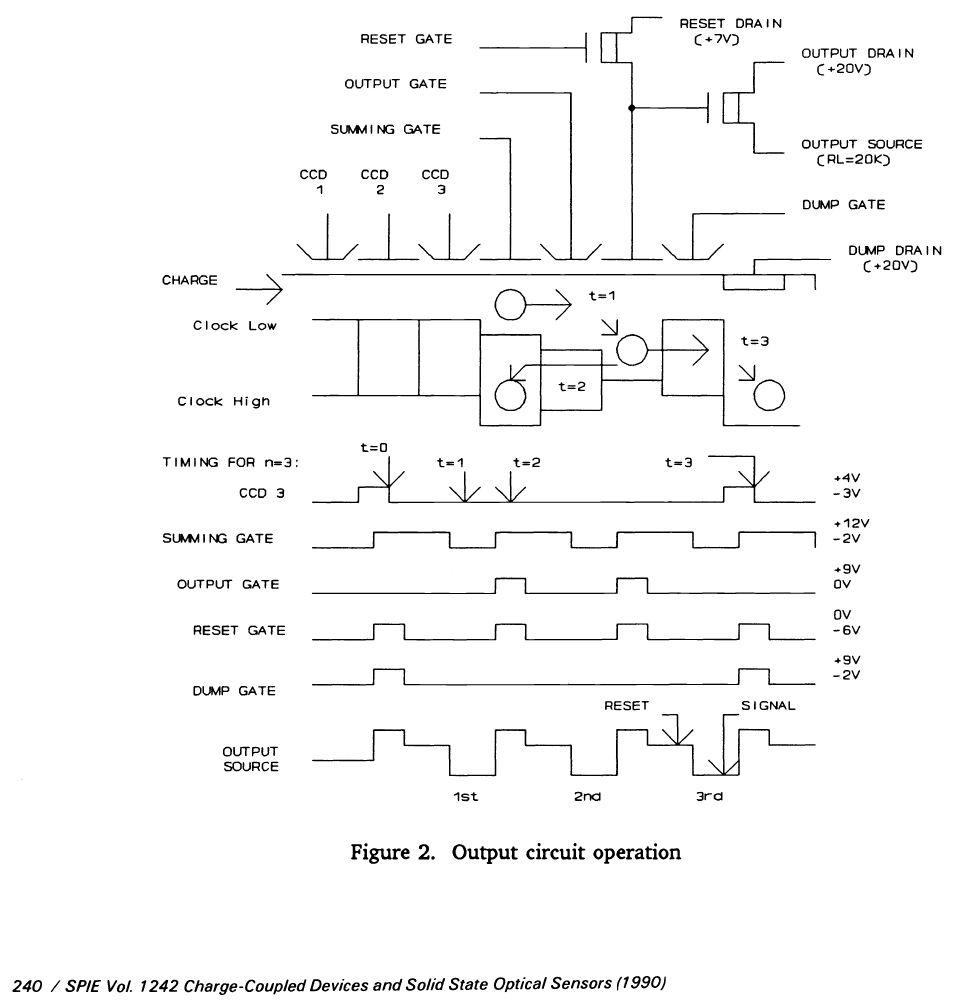 RESET DRAIN
(+7V)
RESET GATE
OUTPUT DRAIN
(+20V)
OUTPUT GATE
SUMMING GATE
OUTPUT SOURCE
(RL=20K)
CCD
1
CCD
2
CCD
3
DUMP GATE
DUMP DRAIN
(+20V)
CHARGE
t=1
Clock Low
t=3
t=2
Clock High
TIMING FOR n=3:
t=0
t=1
t=2
t=3
CCD 3
+4V
-3V
SUMMING GATE
+12V
-2V
OUTPUT GATE
+9V
0V
RESET GATE
0V
-6V
DUMP GATE
+9V
-2V
RESET
SIGNAL
OUTPUT
SOURCE
1st
2nd
3rd
Figure 2. Output circuit operation
240 / SPIE Vol. 1242 Charge-Coupled Devices and Solid State Optical Sensors (1990)